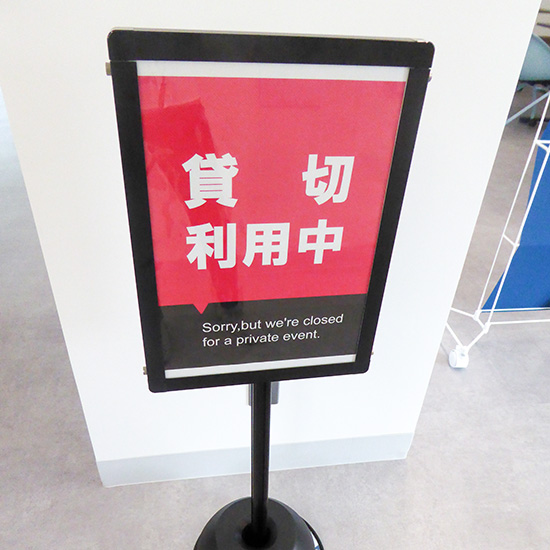 貸 切
利用中
Sorry,but we're closed
for a private event.